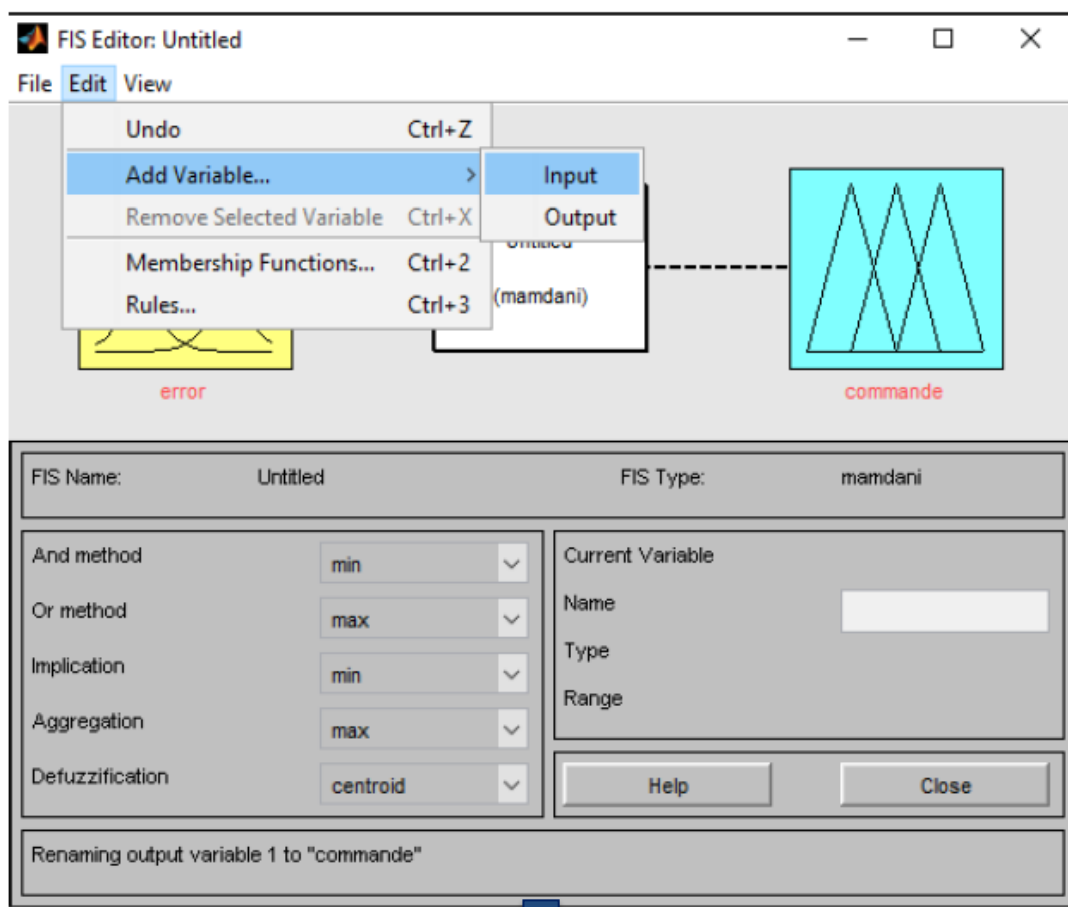 FIS Editor: Untitled
File Edit View
Undo Ctrl+Z
Add Variable... >
Input
Remove Selected Variable Ctrl+X
Output
Membership Functions... Ctrl+2
Rules... Ctrl+3
Untitled
(mamdani)
error
commande
FIS Name: Untitled FIS Type: mamdani
And method min
Or method max
Implication min
Aggregation max
Defuzzification centroid
Current Variable
Name
Type
Range
Help Close
Renaming output variable 1 to "commande"